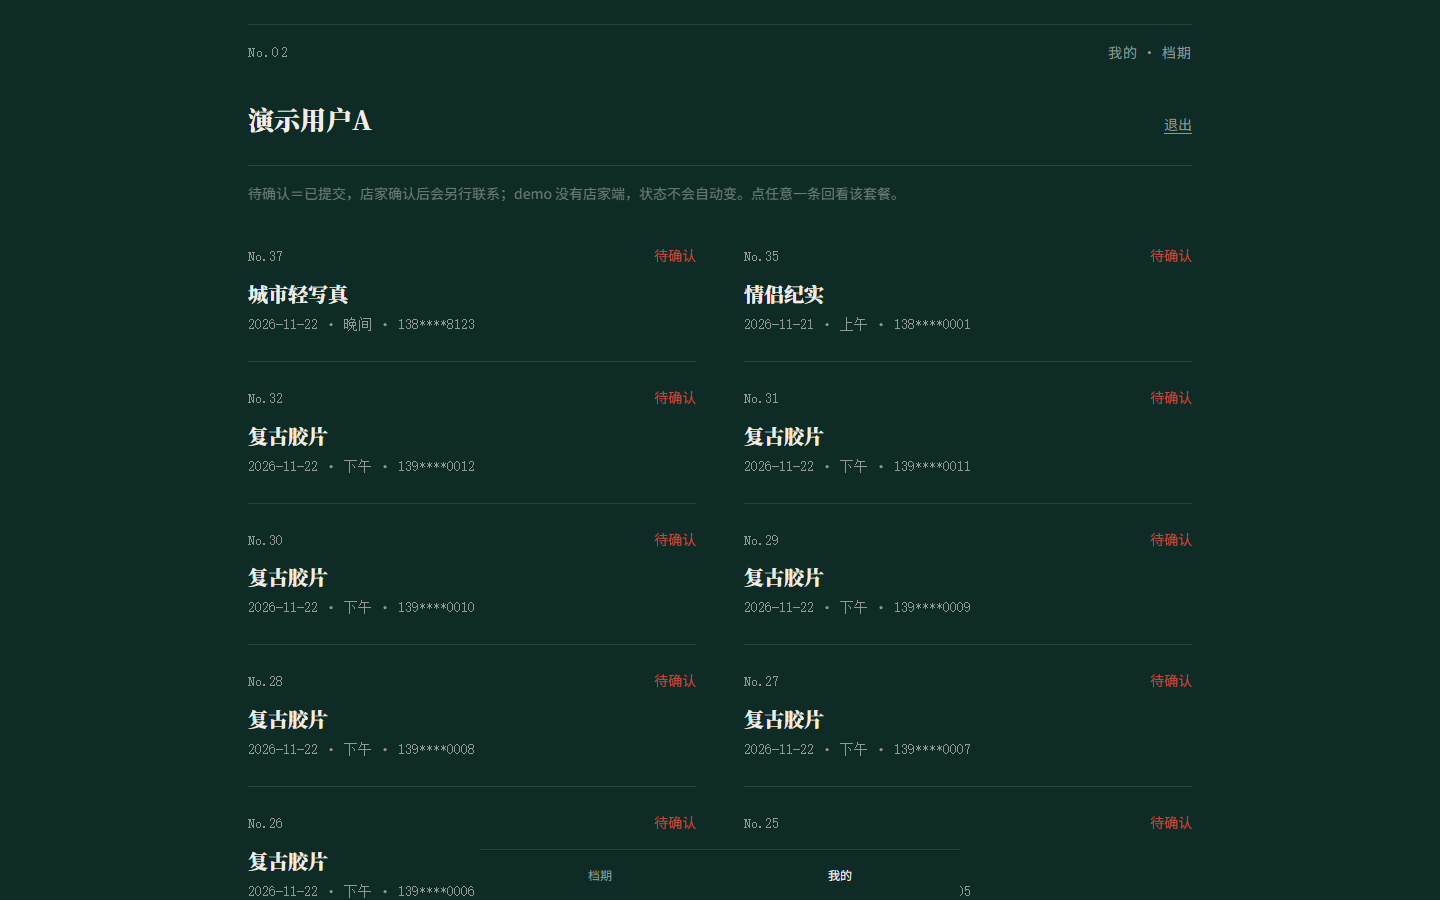 No.02
我的 · 档期
演示用户A
退出
待确认＝已提交，店家确认后会另行联系；demo 没有店家端，状态不会自动变。点任意一条回看该套餐。
No.37 待确认
城市轻写真
2026-11-22 · 晚间 · 138****8123
No.35 待确认
情侣纪实
2026-11-21 · 上午 · 138****0001
No.32 待确认
复古胶片
2026-11-22 · 下午 · 139****0012
No.31 待确认
复古胶片
2026-11-22 · 下午 · 139****0011
No.30 待确认
复古胶片
2026-11-22 · 下午 · 139****0010
No.29 待确认
复古胶片
2026-11-22 · 下午 · 139****0009
No.28 待确认
复古胶片
2026-11-22 · 下午 · 139****0008
No.27 待确认
复古胶片
2026-11-22 · 下午 · 139****0007
No.26 待确认
复古胶片
2026-11-22 · 下午 · 139****0006
No.25 待确认
档期
我的